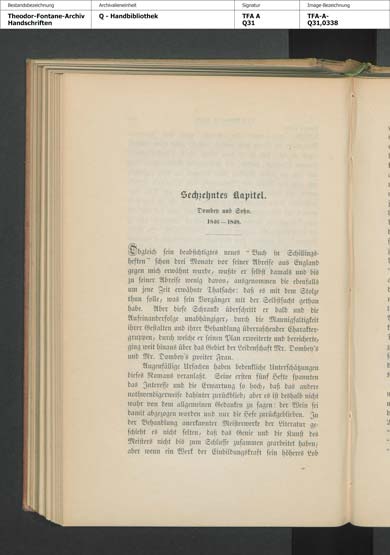 Bestandsbezeichnung
Archivalieneinheit
Signatur
Image-Bezeichnung
Theodor-Fontane-Archiv
Handschriften
Q - Handbibliothek
TFA A
Q31
TFA-A-
Q31,0338
Sechzehntes Kapitel.
Dombey und Sohn.
1846—1848.
Obgleich sein beabsichtigtes neues "Buch in Schillings-
heften" schon drei Monate vor seiner Abreise aus England
gegen mich erwähnt wurde, wußte er selbst damals und bis
zu seiner Abreise wenig davon, ausgenommen die ebenfalls
um jene Zeit erwähnte Thatsache: daß es mit dem Stolze
thun solle, was sein Vorgänger mit der Selbstsucht gethan
habe. Aber diese Schranke überschritt er bald und die
Aufeinanderfolge unabhängiger, durch die Mannigfaltigkeit
ihrer Gestalten und ihrer Behandlung überraschender Charakter-
gruppen, durch welche er seinen Plan erweiterte und bereicherte,
ging weit hinaus über das Gebiet der Leidenschaft Mr. Dombey's
und Mr. Dombey's zweiter Frau.
Augenfällige Ursachen haben bedenkliche Unterschätzungen
dieses Romans veranlaßt. Seine ersten fünf Hefte spannten
das Interesse und die Erwartung so hoch, daß das andere
nothwendigerweise dahinter zurückblieb; aber es ist deshalb nicht
wahr von dem allgemeinen Gedanken zu sagen: der Wein sei
damit abgezogen worden und nur die Hefe zurückgeblieben. In
der Behandlung anerkannter Meisterwerke der Literatur ge-
schieht es nicht selten, daß das Genie und die Kunst des
Meisters nicht bis zum Schlusse zusammen gearbeitet haben;
aber wenn ein Werk der Einbildungskraft sein höheres Lob